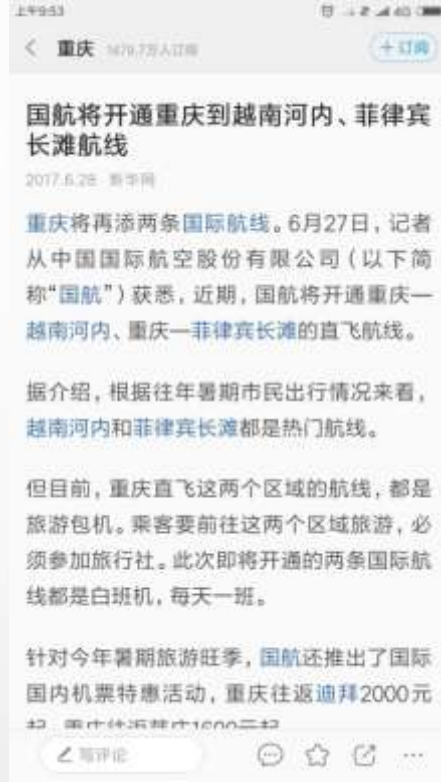 上午9:53
重庆
+订阅
国航将开通重庆到越南河内、菲律宾
长滩航线
2017.6.28 新华网
重庆将再添两条国际航线。6月27日，记者
从中国国际航空股份有限公司（以下简
称“国航”）获悉，近期，国航将开通重庆—
越南河内、重庆—菲律宾长滩的直飞航线。
据介绍，根据往年暑期市民出行情况来看，
越南河内和菲律宾长滩都是热门航线。
但目前，重庆直飞这两个区域的航线，都是
旅游包机。乘客要前往这两个区域旅游，必
须参加旅行社。此次即将开通的两条国际航
线都是白班机，每天一班。
针对今年暑期旅游旺季，国航还推出了国际
国内机票特惠活动，重庆往返迪拜2000元
写评论